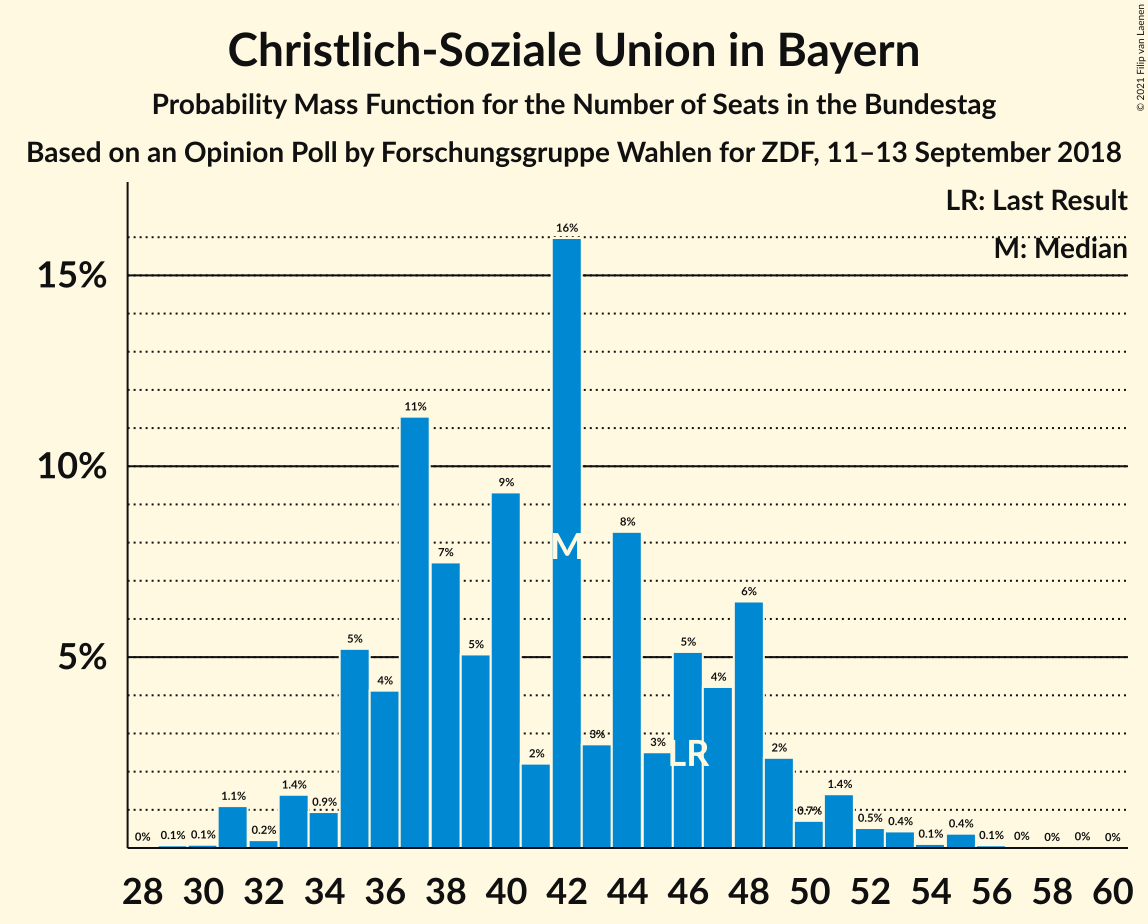 Christlich-Soziale Union in Bayern
Probability Mass Function for the Number of Seats in the Bundestag
Based on an Opinion Poll by Forschungsgruppe Wahlen for ZDF, 11–13 September 2018
© 2021 Filip van Laenen
LR: Last Result
M: Median
15%
10%
5%
0% 0.1% 0.1% 1.1% 0.2% 1.4% 0.9% 5% 4% 11% 7% 5% 9% 2% 16% 3% 8% 3% 5% 4% 6% 2% 0.7% 1.4% 0.5% 0.4% 0.1% 0.4% 0.1% 0% 0% 0% 0%
M
LR
28 30 32 34 36 38 40 42 44 46 48 50 52 54 56 58 60